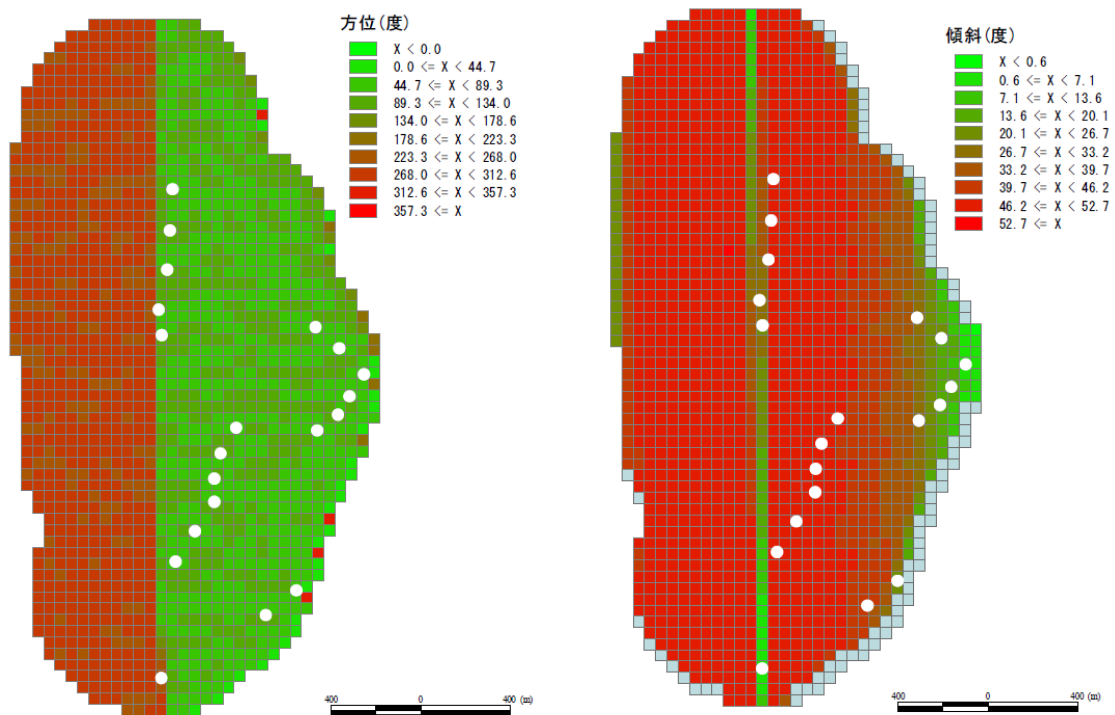 方位(度)
X < 0.0
0.0 <= X < 44.7
44.7 <= X < 89.3
89.3 <= X < 134.0
134.0 <= X < 178.6
178.6 <= X < 223.3
223.3 <= X < 268.0
268.0 <= X < 312.6
312.6 <= X < 357.3
357.3 <= X
400 0 400 (m)
傾斜(度)
X < 0.6
0.6 <= X < 7.1
7.1 <= X < 13.6
13.6 <= X < 20.1
20.1 <= X < 26.7
26.7 <= X < 33.2
33.2 <= X < 39.7
39.7 <= X < 46.2
46.2 <= X < 52.7
52.7 <= X
400 0 400 (m)